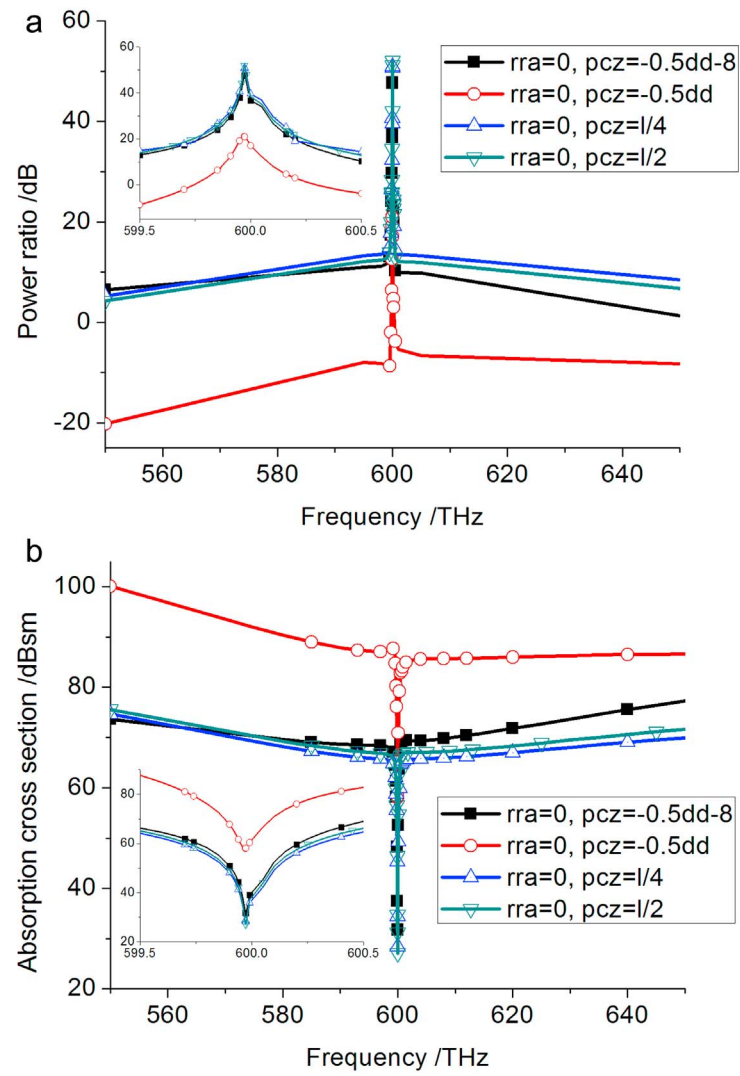 a
60
40
20
0
-20
Power ratio /dB
560
580
600
620
640
Frequency /THz
rra=0, pcz=-0.5dd-8
rra=0, pcz=-0.5dd
rra=0, pcz=l/4
rra=0, pcz=l/2
60
40
20
0
599.5
600.0
600.5
b
100
80
60
40
20
Absorption cross section /dBsm
560
580
600
620
640
Frequency /THz
80
60
40
20
599.5
600.0
600.5
rra=0, pcz=-0.5dd-8
rra=0, pcz=-0.5dd
rra=0, pcz=l/4
rra=0, pcz=l/2